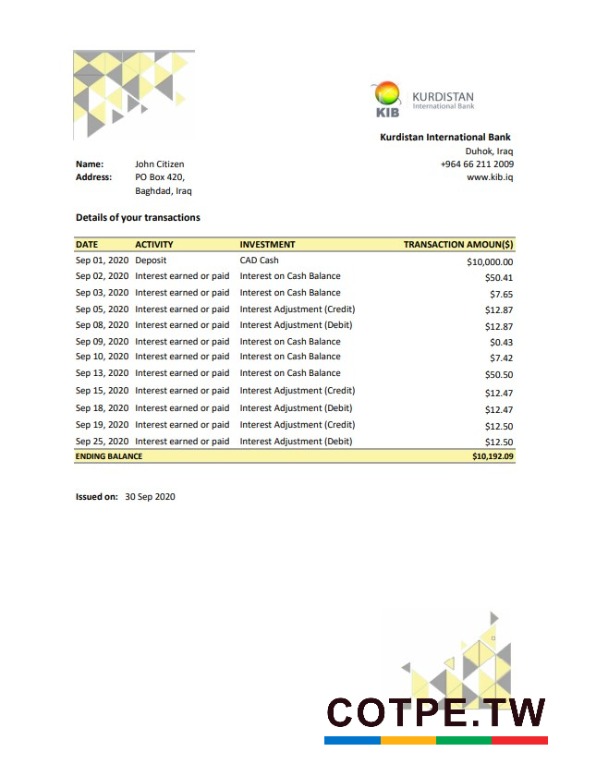 KURDISTAN
International Bank
KIB
Kurdistan International Bank
Duhok, Iraq
+964 66 211 2009
www.kib.iq
Name: John Citizen
Address: PO Box 420,
Baghdad, Iraq
Details of your transactions
DATE ACTIVITY INVESTMENT TRANSACTION AMOUN($)
Sep 01, 2020 Deposit CAD Cash $10,000.00
Sep 02, 2020 Interest earned or paid Interest on Cash Balance $50.41
Sep 03, 2020 Interest earned or paid Interest on Cash Balance $7.65
Sep 05, 2020 Interest earned or paid Interest Adjustment (Credit) $12.87
Sep 08, 2020 Interest earned or paid Interest Adjustment (Debit) $12.87
Sep 09, 2020 Interest earned or paid Interest on Cash Balance $0.43
Sep 10, 2020 Interest earned or paid Interest on Cash Balance $7.42
Sep 13, 2020 Interest earned or paid Interest on Cash Balance $50.50
Sep 15, 2020 Interest earned or paid Interest Adjustment (Credit) $12.47
Sep 18, 2020 Interest earned or paid Interest Adjustment (Debit) $12.47
Sep 19, 2020 Interest earned or paid Interest Adjustment (Credit) $12.50
Sep 25, 2020 Interest earned or paid Interest Adjustment (Debit) $12.50
ENDING BALANCE $10,192.09
Issued on: 30 Sep 2020
COTPE.TW